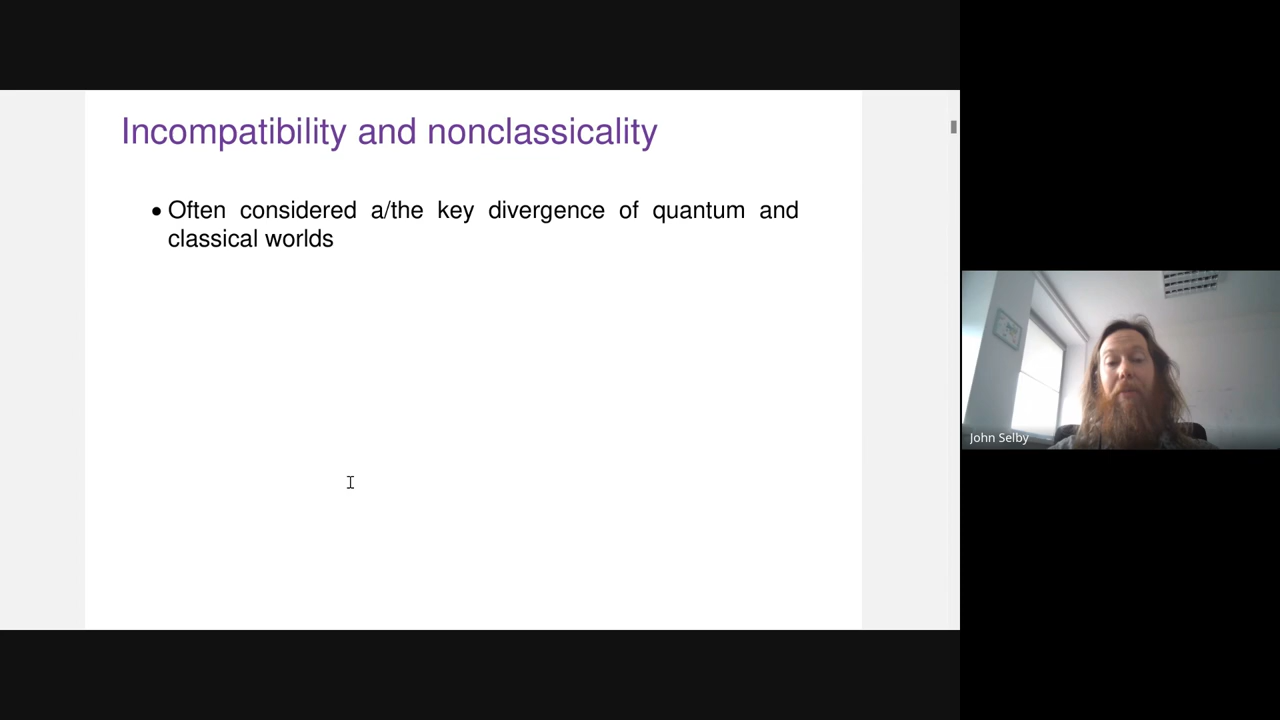 Incompatibility and nonclassicality
• Often considered a/the key divergence of quantum and
classical worlds
John Selby